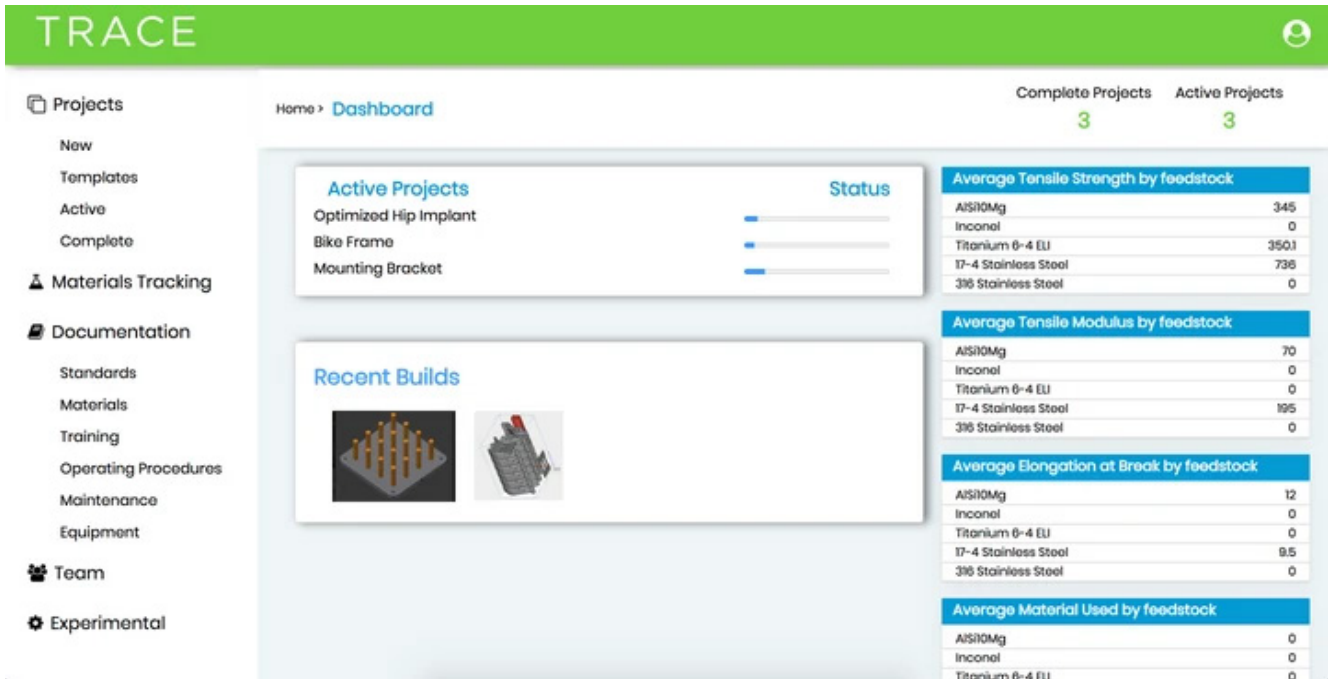 TRACE
Projects
New
Templates
Active
Complete
Materials Tracking
Documentation
Standards
Materials
Training
Operating Procedures
Maintenance
Equipment
Team
Experimental
Home > Dashboard
Complete Projects Active Projects
3 3
Active Projects Status
Optimized Hip Implant
Bike Frame
Mounting Bracket
Recent Builds
Average Tensile Strength by feedstock
AlSi10Mg 345
Inconel 0
Titanium 6-4 ELI 350.1
17-4 Stainless Steel 736
316 Stainless Steel 0
Average Tensile Modulus by feedstock
AlSi10Mg 70
Inconel 0
Titanium 6-4 ELI 0
17-4 Stainless Steel 195
316 Stainless Steel 0
Average Elongation at Break by feedstock
AlSi10Mg 12
Inconel 0
Titanium 6-4 ELI 0
17-4 Stainless Steel 9.5
316 Stainless Steel 0
Average Material Used by feedstock
AlSi10Mg 0
Inconel 0
Titanium 6-4 ELI 0